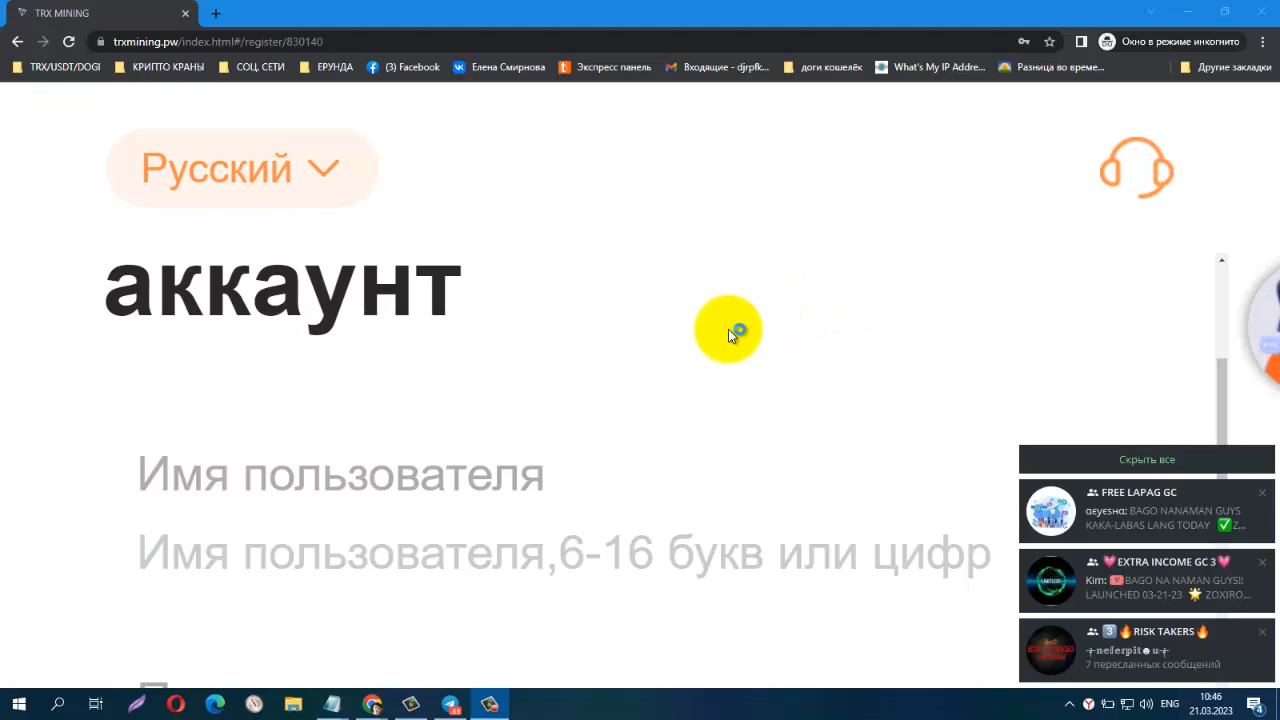 TRX MINING
trxmining.pw/index.html#/register/830140
Окно в режиме инкогнито
TRX/USDT/DOGI
КРИПТО КРАНЫ
СОЦ. СЕТИ
ЕРУНДА
(3) Facebook
Елена Смирнова
Экспресс панель
Входящие - djrpfk...
доги кошелёк
What's My IP Addre...
Разница во време...
Другие закладки
Русский
аккаунт
Имя пользователя
Имя пользователя,6-16 букв или цифр
Скрыть все
FREE LAPAG GC
αεyεsнα: BAGO NANAMAN GUYS
KAKA-LABAS LANG TODAY ✅Z...
💗EXTRA INCOME GC 3💗
Kim: BAGO NA NAMAN GUYS!!
LAUNCHED 03-21-23 🌟 ZOXIRO...
3️⃣🔥RISK TAKERS🔥
7 пересланных сообщений
ENG
10:46
21.03.2023
4